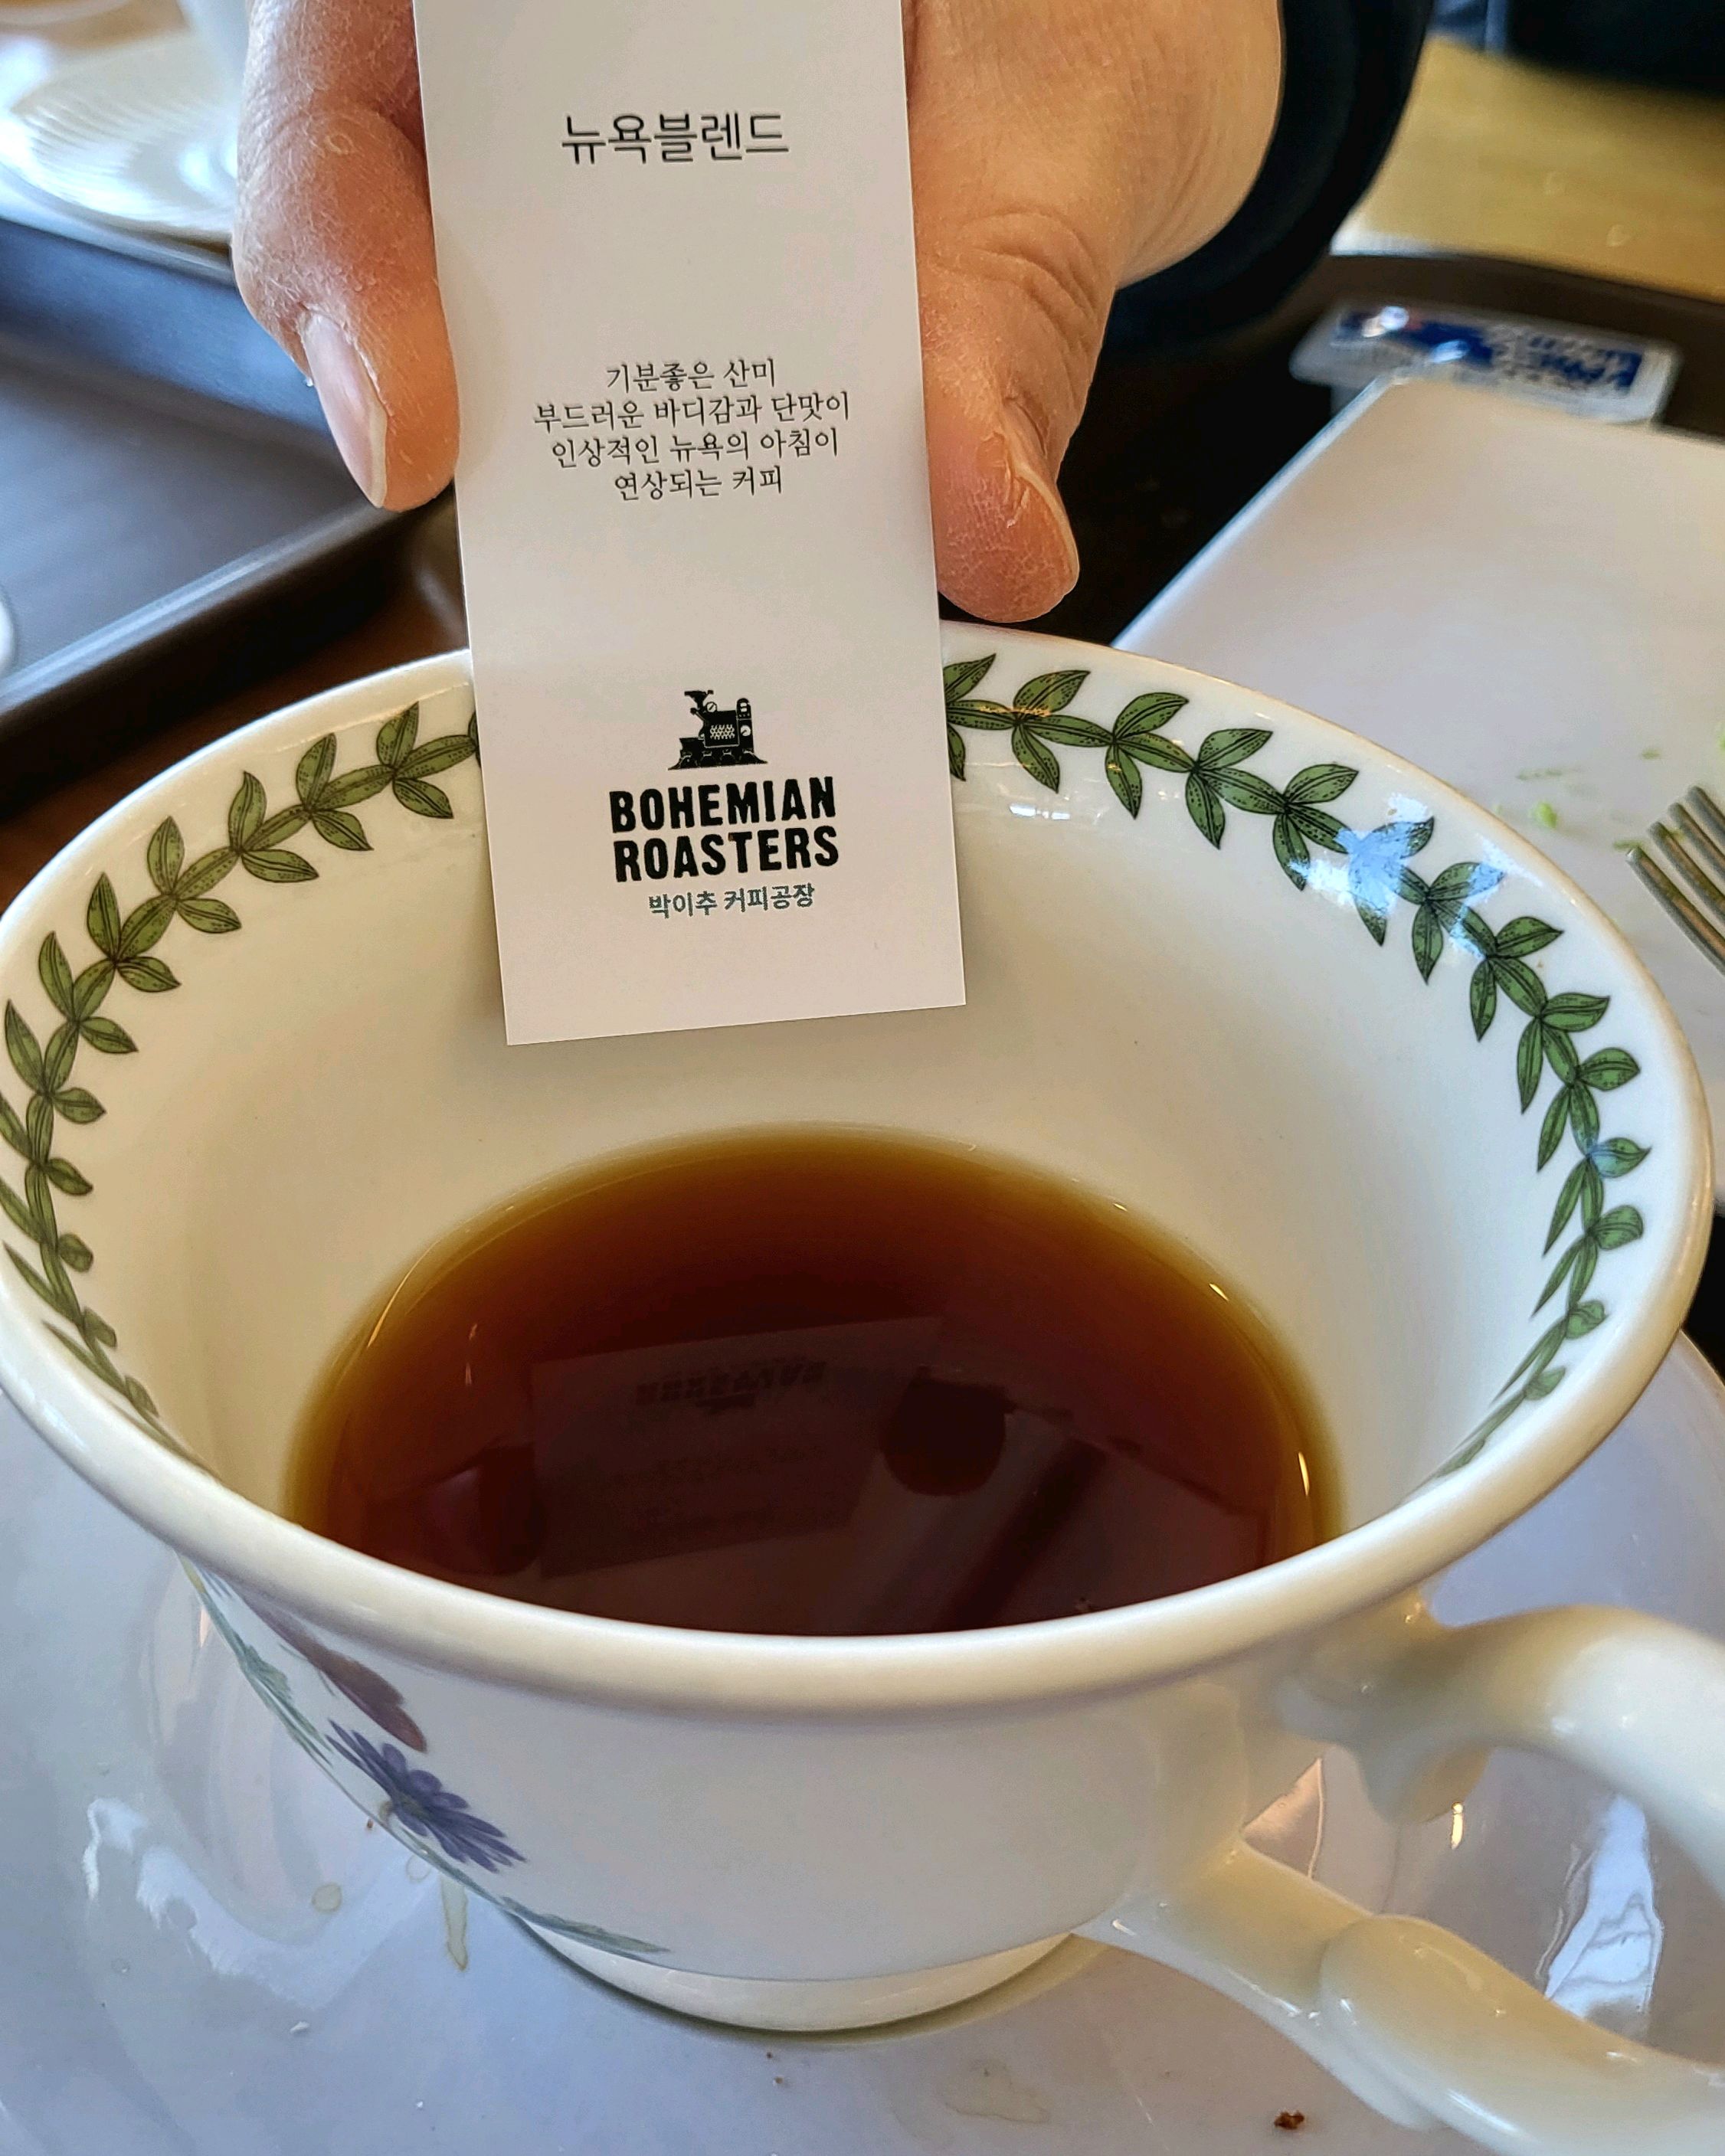 뉴욕블렌드
기분좋은 산미
부드러운 바디감과 단맛이
인상적인 뉴욕의 아침이
연상되는 커피
BOHEMIAN
ROASTERS
박이추 커피공장